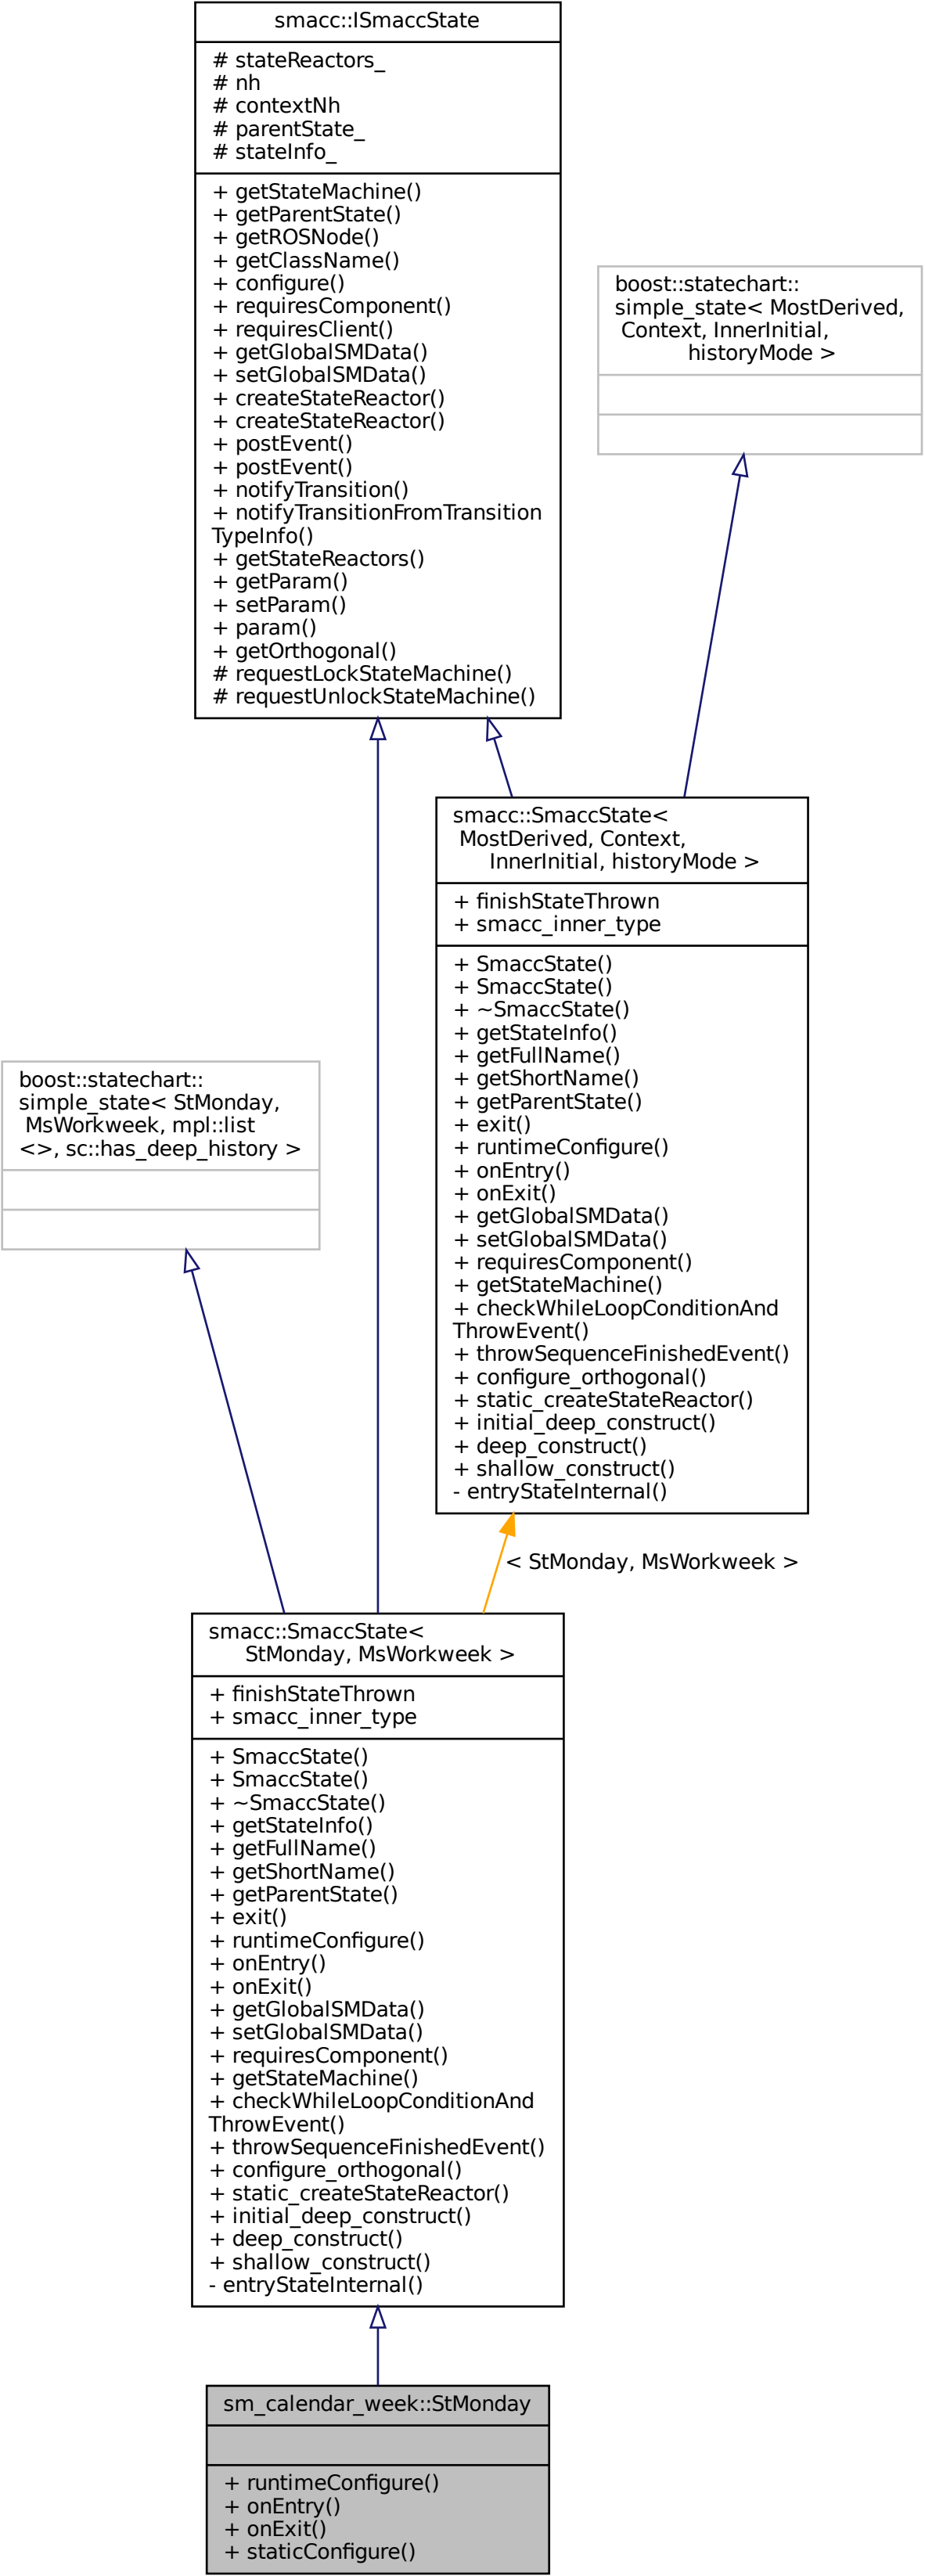 smacc::ISmaccState
# stateReactors_
# nh
# contextNh
# parentState_
# stateInfo_
+ getStateMachine()
+ getParentState()
+ getROSNode()
+ getClassName()
+ configure()
+ requiresComponent()
+ requiresClient()
+ getGlobalSMData()
+ setGlobalSMData()
+ createStateReactor()
+ createStateReactor()
+ postEvent()
+ postEvent()
+ notifyTransition()
+ notifyTransitionFromTransition
TypeInfo()
+ getStateReactors()
+ getParam()
+ setParam()
+ param()
+ getOrthogonal()
# requestLockStateMachine()
# requestUnlockStateMachine()
boost::statechart::
simple_state< MostDerived,
Context, InnerInitial,
historyMode >
smacc::SmaccState<
MostDerived, Context,
InnerInitial, historyMode >
+ finishStateThrown
+ smacc_inner_type
+ SmaccState()
+ SmaccState()
+ ~SmaccState()
+ getStateInfo()
+ getFullName()
+ getShortName()
+ getParentState()
+ exit()
+ runtimeConfigure()
+ onEntry()
+ onExit()
+ getGlobalSMData()
+ setGlobalSMData()
+ requiresComponent()
+ getStateMachine()
+ checkWhileLoopConditionAnd
ThrowEvent()
+ throwSequenceFinishedEvent()
+ configure_orthogonal()
+ static_createStateReactor()
+ initial_deep_construct()
+ deep_construct()
+ shallow_construct()
- entryStateInternal()
boost::statechart::
simple_state< StMonday,
MsWorkweek, mpl::list
<>, sc::has_deep_history >
< StMonday, MsWorkweek >
smacc::SmaccState<
StMonday, MsWorkweek >
+ finishStateThrown
+ smacc_inner_type
+ SmaccState()
+ SmaccState()
+ ~SmaccState()
+ getStateInfo()
+ getFullName()
+ getShortName()
+ getParentState()
+ exit()
+ runtimeConfigure()
+ onEntry()
+ onExit()
+ getGlobalSMData()
+ setGlobalSMData()
+ requiresComponent()
+ getStateMachine()
+ checkWhileLoopConditionAnd
ThrowEvent()
+ throwSequenceFinishedEvent()
+ configure_orthogonal()
+ static_createStateReactor()
+ initial_deep_construct()
+ deep_construct()
+ shallow_construct()
- entryStateInternal()
sm_calendar_week::StMonday
+ runtimeConfigure()
+ onEntry()
+ onExit()
+ staticConfigure()